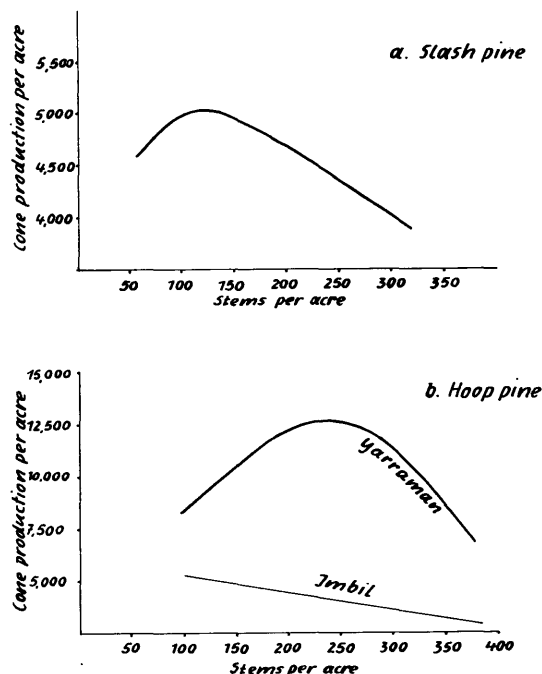 a. Slash pine
Cone production per acre
5,500
5,000
4,500
4,000
50 100 150 200 250 300 350
Stems per acre
b. Hoop pine
Cone production per acre
15,000
12,500
10,000
7,500
5,000
Yarraman
Imbil
50 100 150 200 250 300 350 400
Stems per acre